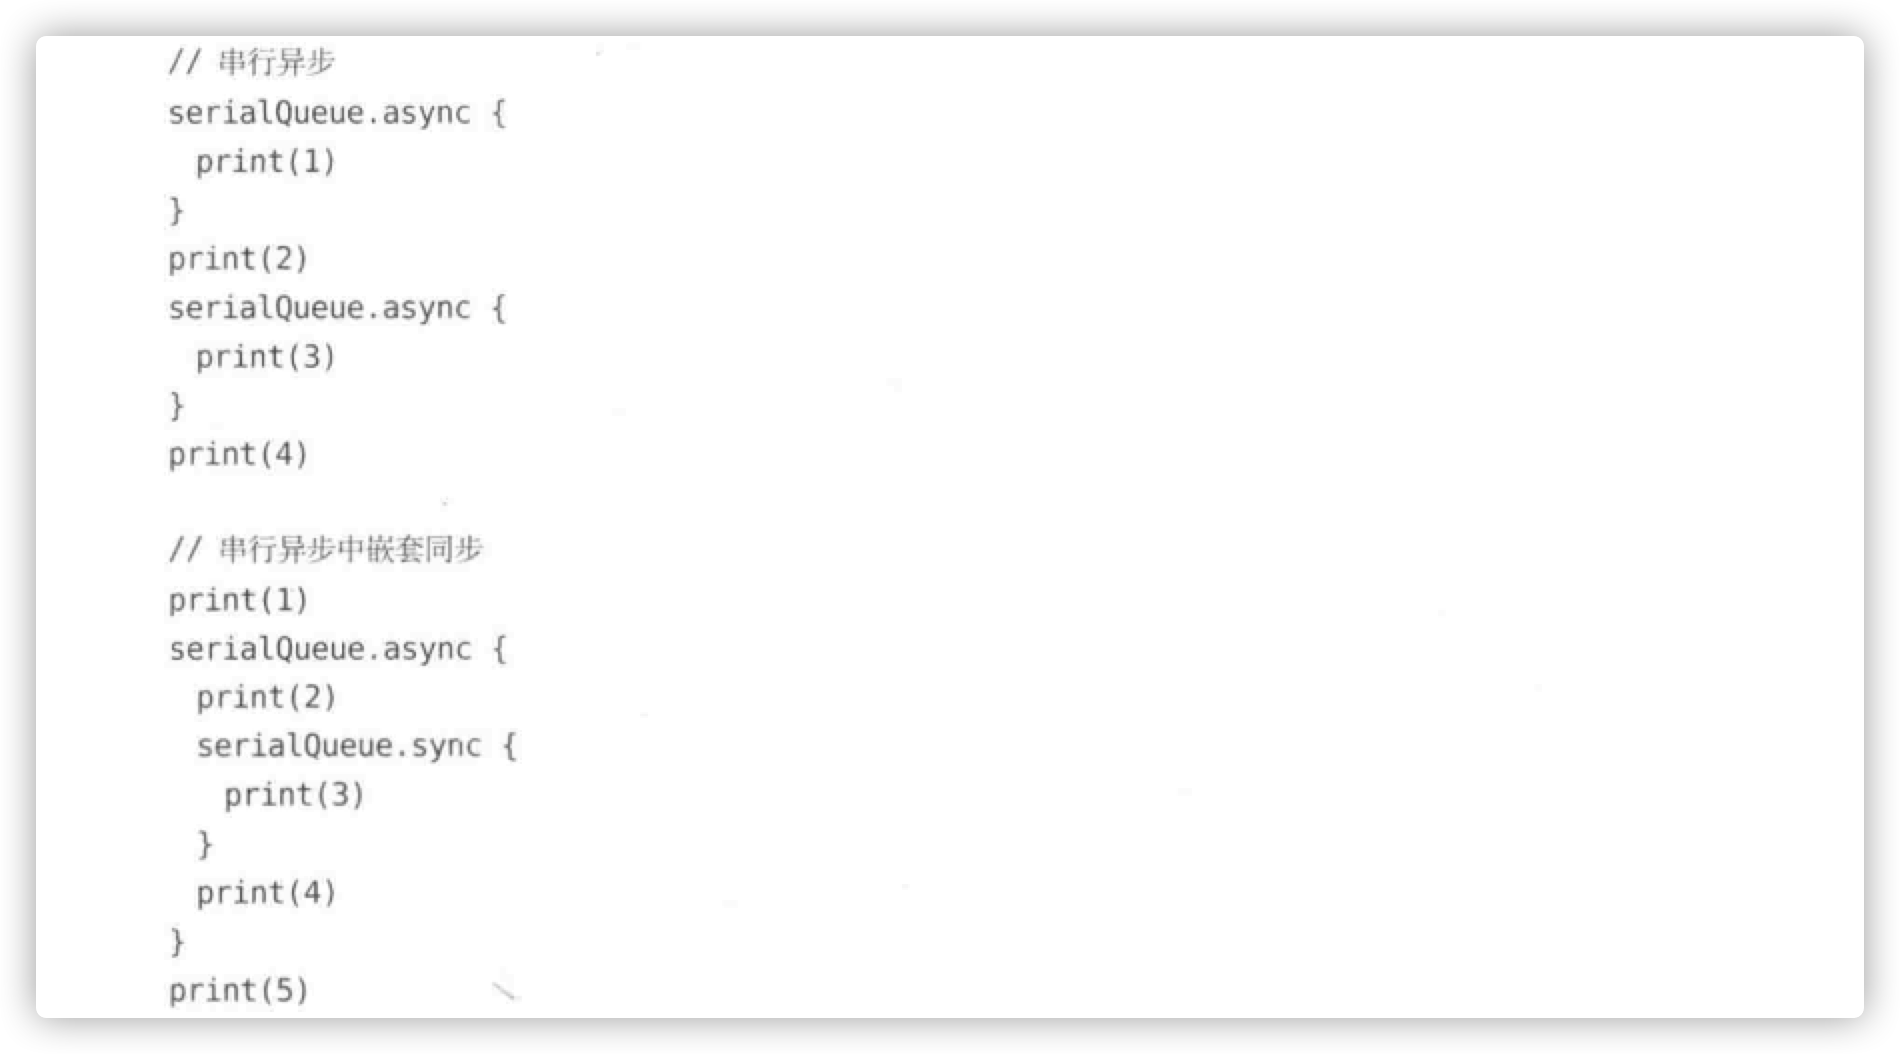 // 串行异步
serialQueue.async {
  print(1)
}
print(2)
serialQueue.async {
  print(3)
}
print(4)
// 串行异步中嵌套同步
print(1)
serialQueue.async {
  print(2)
  serialQueue.sync {
    print(3)
  }
  print(4)
}
print(5)